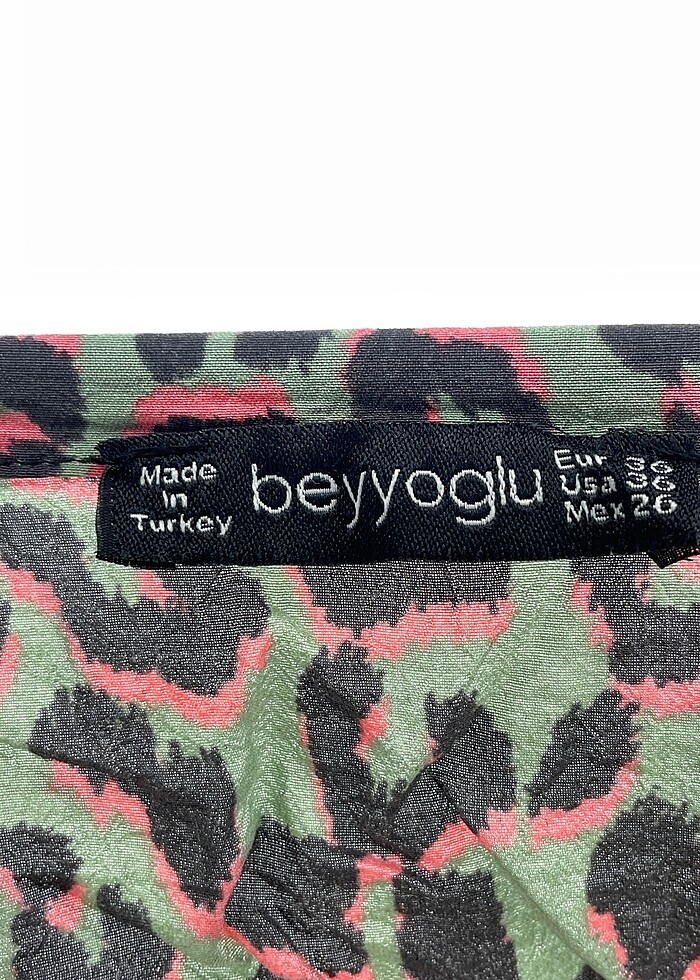 Made
In
Turkey
beyyoglu
Eur 36
Usa 36
Mex 26